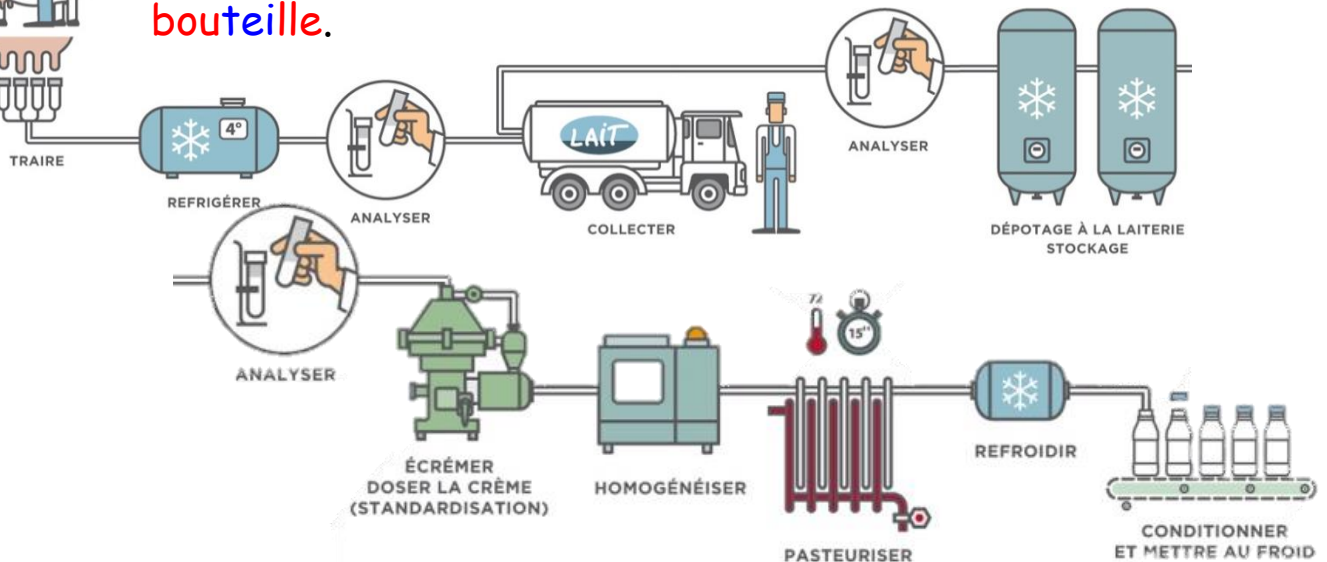 bouteille.
TRAIRE
4°
REFRIGÉRER
ANALYSER
LAiT
COLLECTER
ANALYSER
DÉPOTAGE À LA LAITERIE
STOCKAGE
ANALYSER
ÉCRÉMER
DOSER LA CRÈME
(STANDARDISATION)
HOMOGÉNÉISER
72
15''
PASTEURISER
REFROIDIR
CONDITIONNER
ET METTRE AU FROID